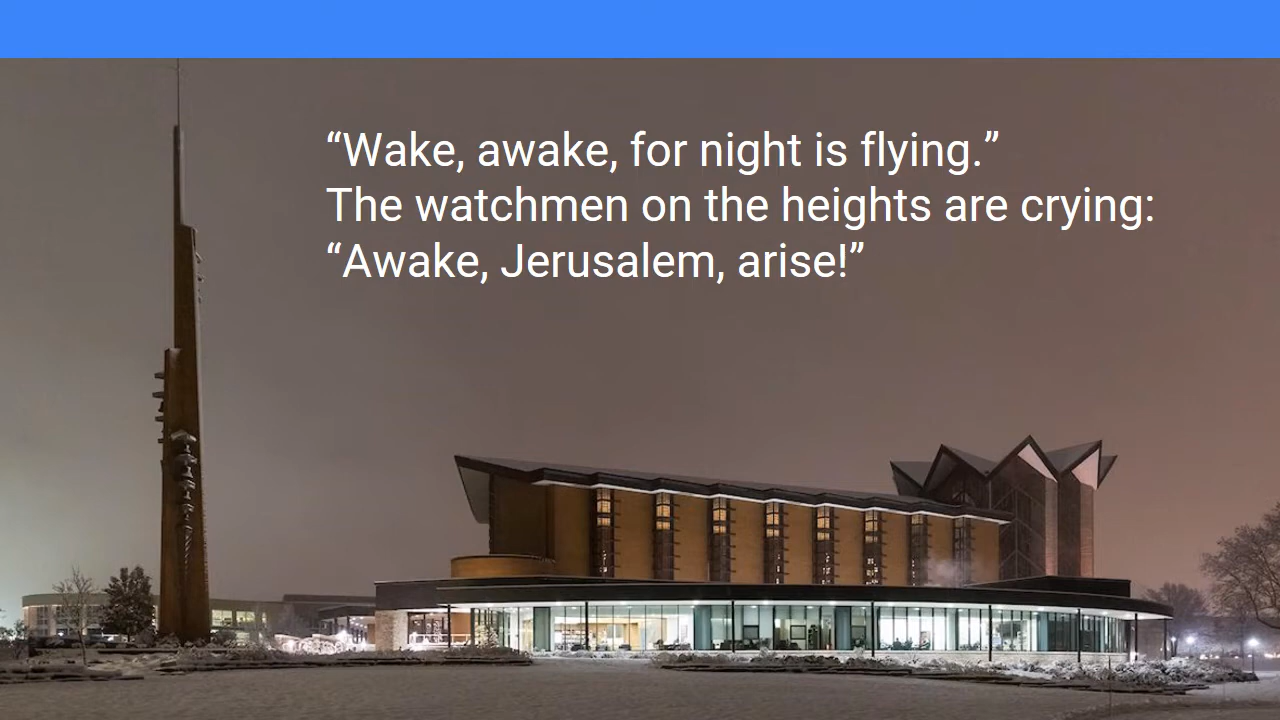 “Wake, awake, for night is flying.”
The watchmen on the heights are crying:
“Awake, Jerusalem, arise!”